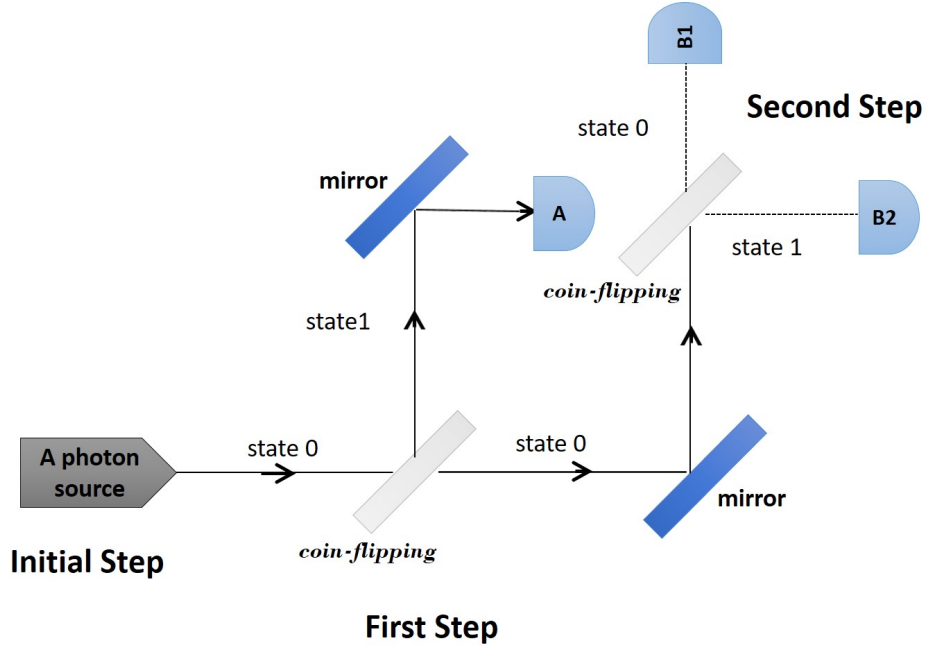 B1
Second Step
state 0
mirror
A
B2
state 1
coin-flipping
state1
state 0
state 0
A photon
source
mirror
coin-flipping
Initial Step
First Step